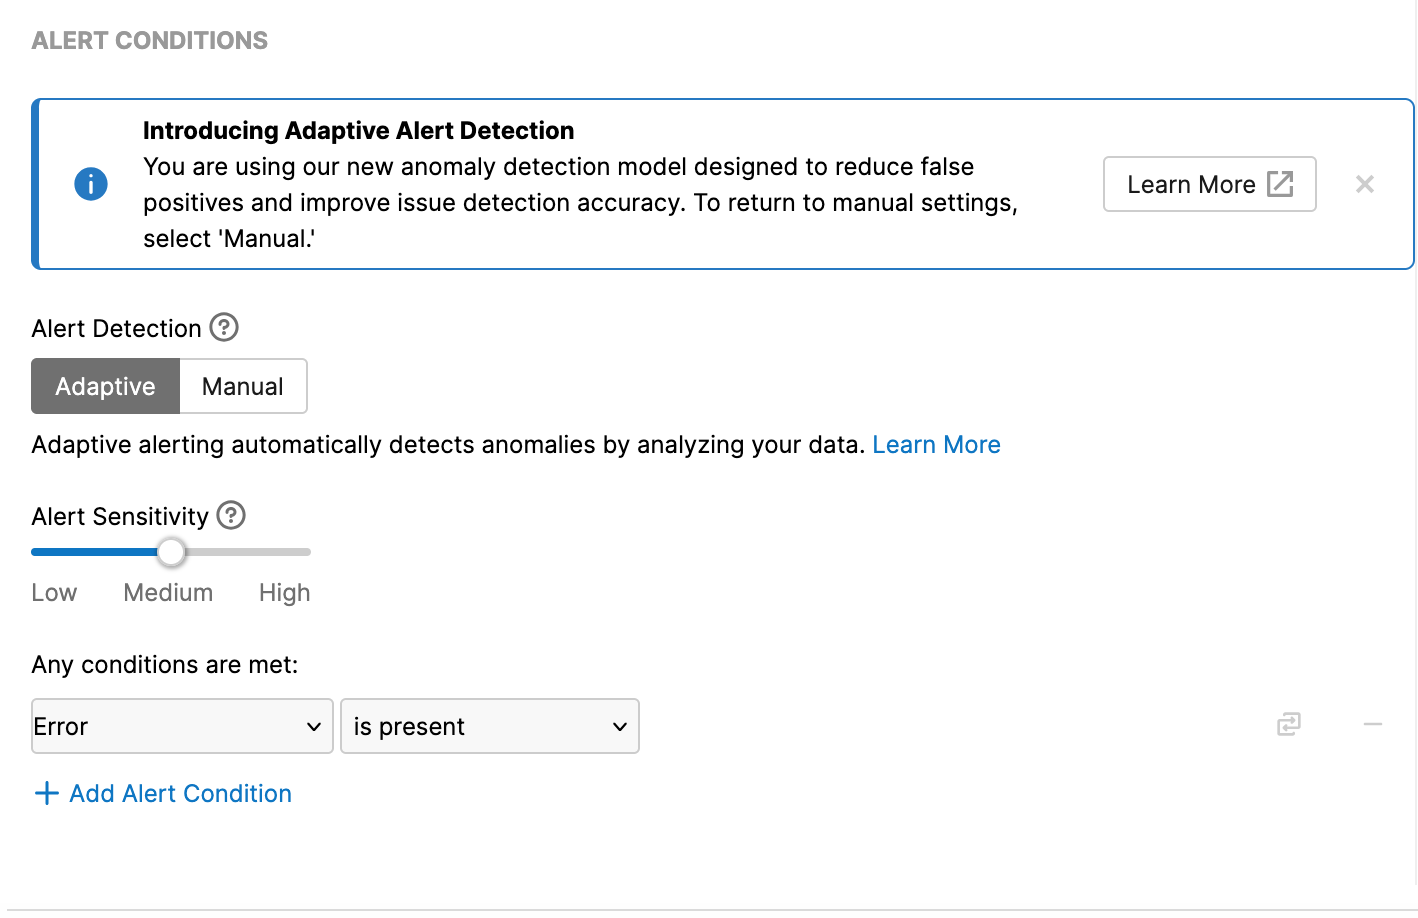 ALERT CONDITIONS
Introducing Adaptive Alert Detection
You are using our new anomaly detection model designed to reduce false
positives and improve issue detection accuracy. To return to manual settings,
select 'Manual.'
Learn More
Alert Detection
Adaptive Manual
Adaptive alerting automatically detects anomalies by analyzing your data. Learn More
Alert Sensitivity
Low Medium High
Any conditions are met:
Error is present
+ Add Alert Condition